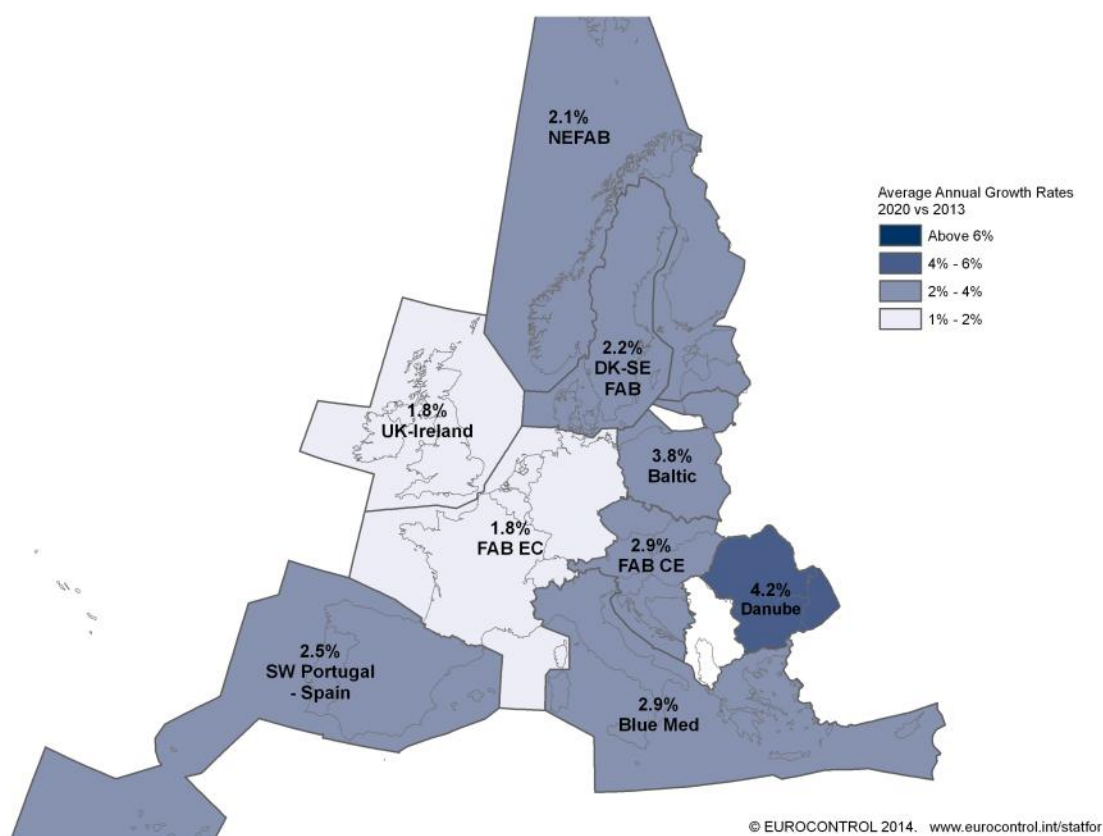 2.1%
NEFAB
Average Annual Growth Rates
2020 vs 2013
Above 6%
4% - 6%
2% - 4%
1% - 2%
2.2%
DK-SE
FAB
1.8%
UK-Ireland
3.8%
Baltic
1.8%
FAB EC
2.9%
FAB CE
4.2%
Danube
2.5%
SW Portugal
- Spain
2.9%
Blue Med
© EUROCONTROL 2014. www.eurocontrol.int/statfor